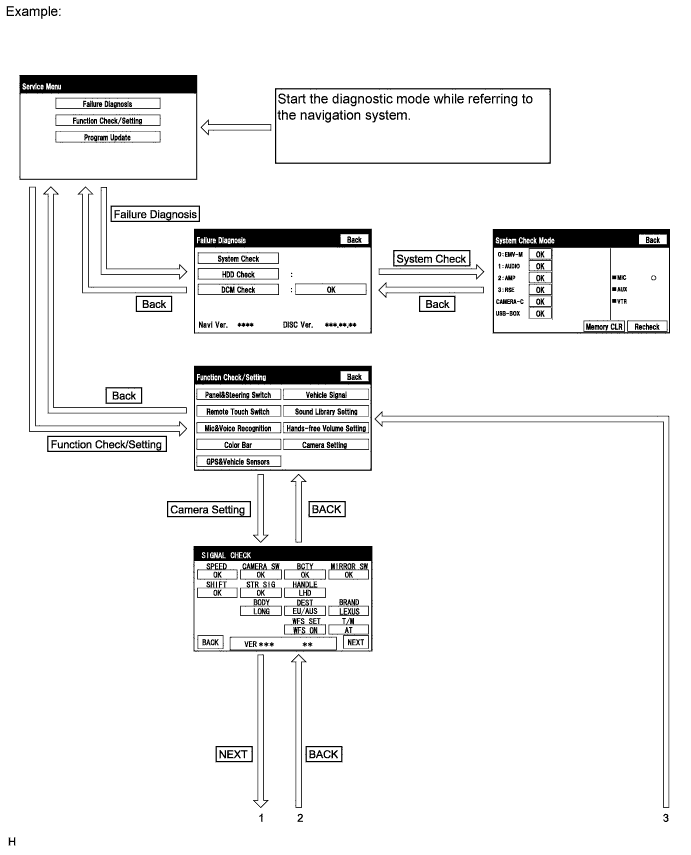 Example:
Service Menu
Failure Diagnosis
Function Check/Setting
Program Update
Start the diagnostic mode while referring to
the navigation system.
Failure Diagnosis
Failure Diagnosis Back
System Check
HDD Check :
DCM Check : OK
Navi Ver. **** DISC Ver. ***.**.**
System Check
Back
Back
System Check Mode Back
0:EMV-M OK
1:AUDIO OK
2:AMP OK
3:RSE OK
CAMERA-C OK
USB-BOX OK
■MIC ○
■AUX
■VTR
Memory CLR Recheck
Function Check/Setting Back
Panel&Steering Switch Vehicle Signal
Remote Touch Switch Sound Library Setting
Mic&Voice Recognition Hands-free Volume Setting
Color Bar Camera Setting
GPS&Vehicle Sensors
Back
Function Check/Setting
Camera Setting
BACK
SIGNAL CHECK
SPEED CAMERA SW BCTY MIRROR SW
OK OK OK OK
SHIFT STR SIG HANDLE
OK OK LHD
BODY DEST BRAND
LONG EU/AUS LEXUS
WFS SET T/M
WFS ON AT
BACK VER *** ** NEXT
NEXT
BACK
1 2 3
H